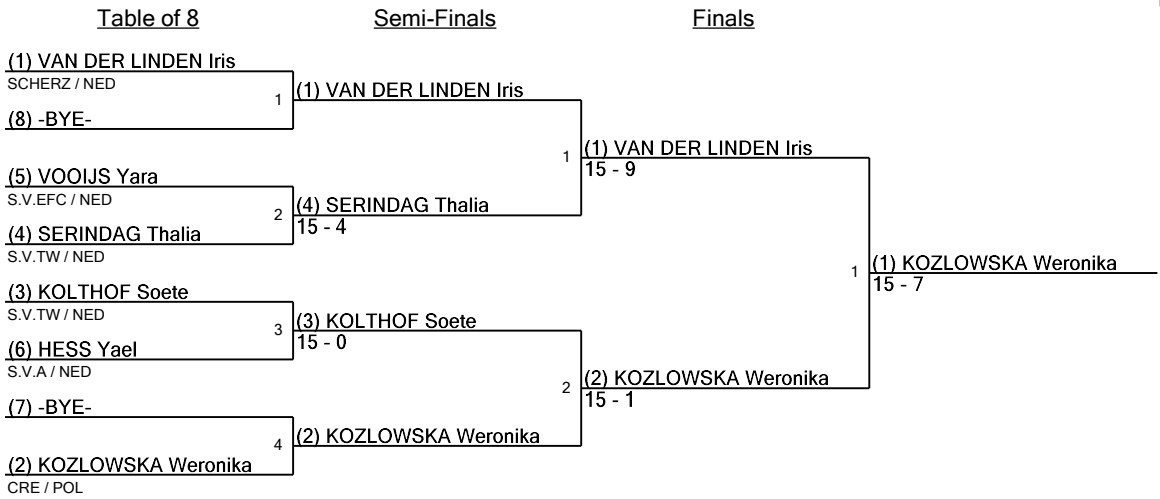 Table of 8
Semi-Finals
Finals
(1) VAN DER LINDEN Iris
SCHERZ / NED
1
(8) -BYE-
(5) VOOIJS Yara
S.V.EFC / NED
2
(4) SERINDAG Thalia
S.V.TW / NED
(3) KOLTHOF Soete
S.V.TW / NED
3
(6) HESS Yael
S.V.A / NED
(7) -BYE-
4
(2) KOZLOWSKA Weronika
CRE / POL
(1) VAN DER LINDEN Iris
1
(4) SERINDAG Thalia
15 - 4
(3) KOLTHOF Soete
15 - 0
2
(2) KOZLOWSKA Weronika
(1) VAN DER LINDEN Iris
15 - 9
1
(2) KOZLOWSKA Weronika
15 - 1
(1) KOZLOWSKA Weronika
15 - 7